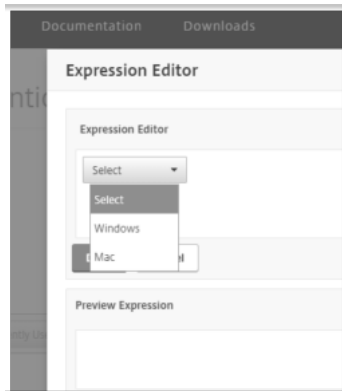 Documentation Downloads
Expression Editor
Expression Editor
Select
Select
Windows
Mac
Preview Expression